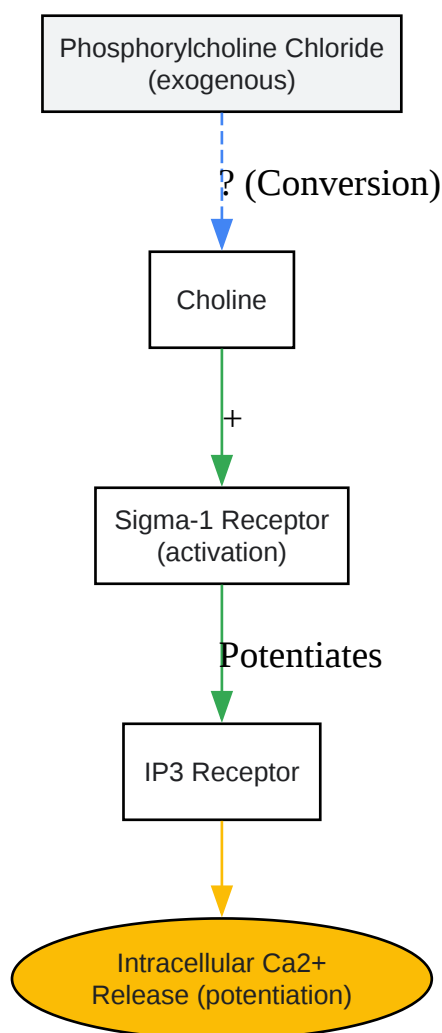 Phosphorylcholine Chloride
(exogenous)
? (Conversion)
Choline
+
Sigma-1 Receptor
(activation)
Potentiates
IP3 Receptor
Intracellular Ca2+
Release (potentiation)